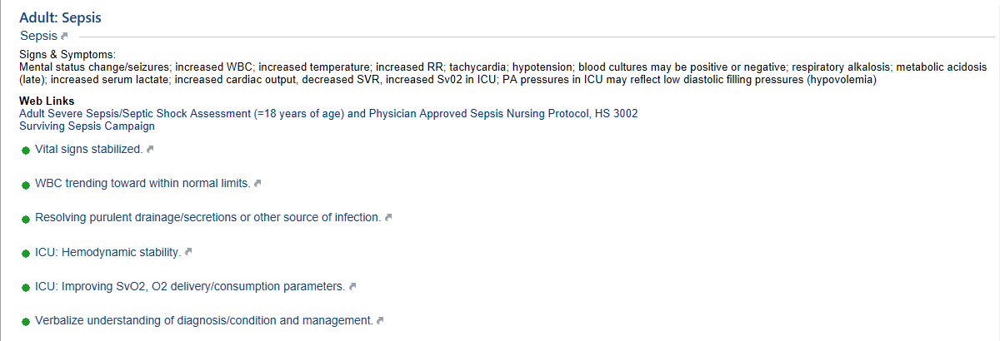 Adult: Sepsis
Sepsis
Signs & Symptoms:
Mental status change/seizures; increased WBC; increased temperature; increased RR; tachycardia; hypotension; blood cultures may be positive or negative; respiratory alkalosis; metabolic acidosis
(late); increased serum lactate; increased cardiac output, decreased SVR, increased Sv02 in ICU; PA pressures in ICU may reflect low diastolic filling pressures (hypovolemia)
Web Links
Adult Severe Sepsis/Septic Shock Assessment (=18 years of age) and Physician Approved Sepsis Nursing Protocol, HS 3002
Surviving Sepsis Campaign
Vital signs stabilized.
WBC trending toward within normal limits.
Resolving purulent drainage/secretions or other source of infection.
ICU: Hemodynamic stability.
ICU: Improving SvO2, O2 delivery/consumption parameters.
Verbalize understanding of diagnosis/condition and management.